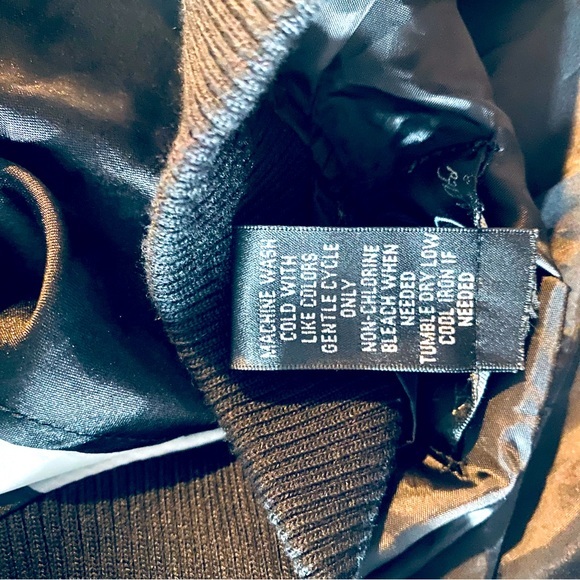 MACHINE WASH
COLD WITH
LIKE COLORS
GENTLE CYCLE
ONLY
NON-CHLORINE
BLEACH WHEN
NEEDED
TUMBLE DRY LOW
COOL IRON IF
NEEDED